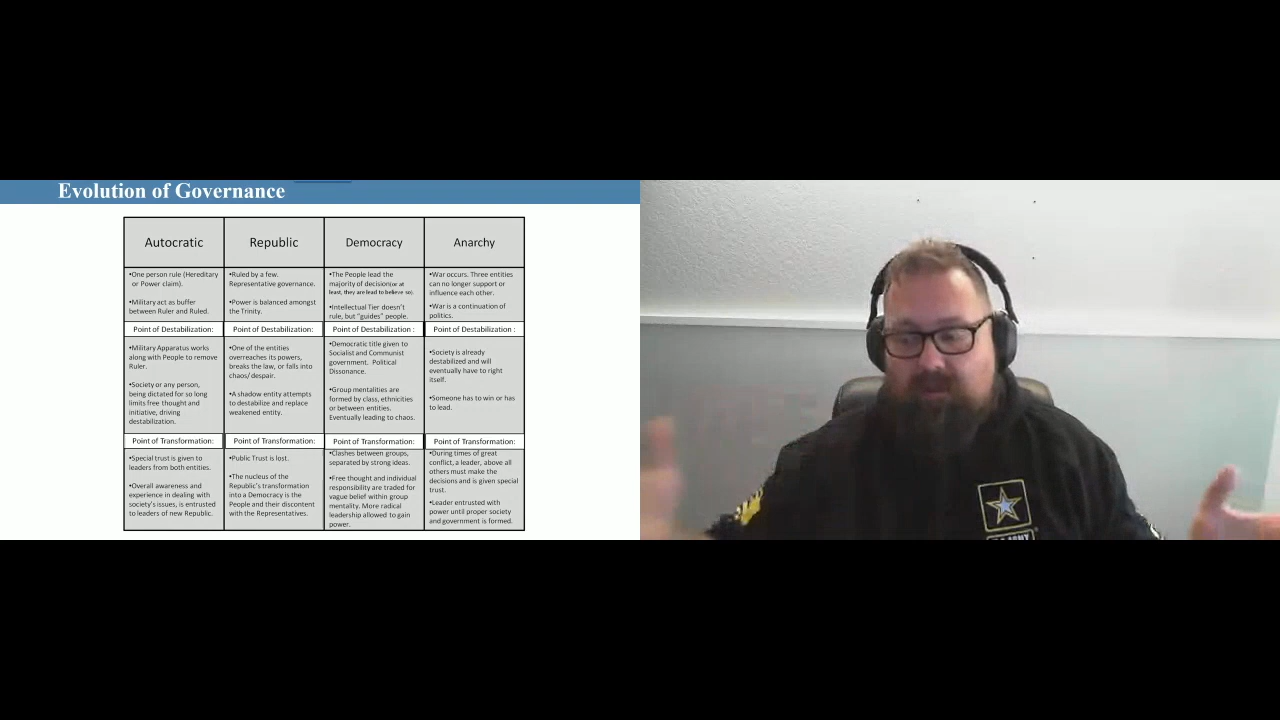 Evolution of Governance
Autocratic
Republic
Democracy
Anarchy
•One person rule (Hereditary
or Power claim).
•Military act as buffer
between Ruler and Ruled.
•Ruled by a few.
Representative governance.
•Power is balanced amongst
the Trinity.
•The People lead the
majority of decision(or at
least, they are lead to believe so).
•Intellectual Tier doesn't
rule, but "guides" people.
•War occurs. Three entities
can no longer support or
influence each other.
•War is a continuation of
politics.
Point of Destabilization:
Point of Destabilization:
Point of Destabilization :
Point of Destabilization :
•Military Apparatus works
along with People to remove
Ruler.
•Society or any person,
being dictated for so long
limits free thought and
initiative, driving
destabilization.
•One of the entities
overreaches its powers,
breaks the law, or falls into
chaos/ despair.
•A shadow entity attempts
to destabilize and replace
weakened entity.
•Democratic title given to
Socialist and Communist
government. Political
Dissonance.
•Group mentalities are
formed by class, ethnicities
or between entities.
Eventually leading to chaos.
•Society is already
destabilized and will
eventually have to right
itself.
•Someone has to win or has
to lead.
Point of Transformation:
Point of Transformation:
Point of Transformation:
Point of Transformation:
•Special trust is given to
leaders from both entities.
•Overall awareness and
experience in dealing with
society's issues, is entrusted
to leaders of new Republic.
•Public Trust is lost.
•The nucleus of the
Republic's transformation
into a Democracy is the
People and their discontent
with the Representatives.
•Clashes between groups,
separated by strong ideas.
•Free thought and individual
responsibility are traded for
vague belief within group
mentality. More radical
leadership allowed to gain
power.
•During times of great
conflict, a leader, above all
others must make the
decisions and is given special
trust.
•Leader entrusted with
power until proper society
and government is formed.